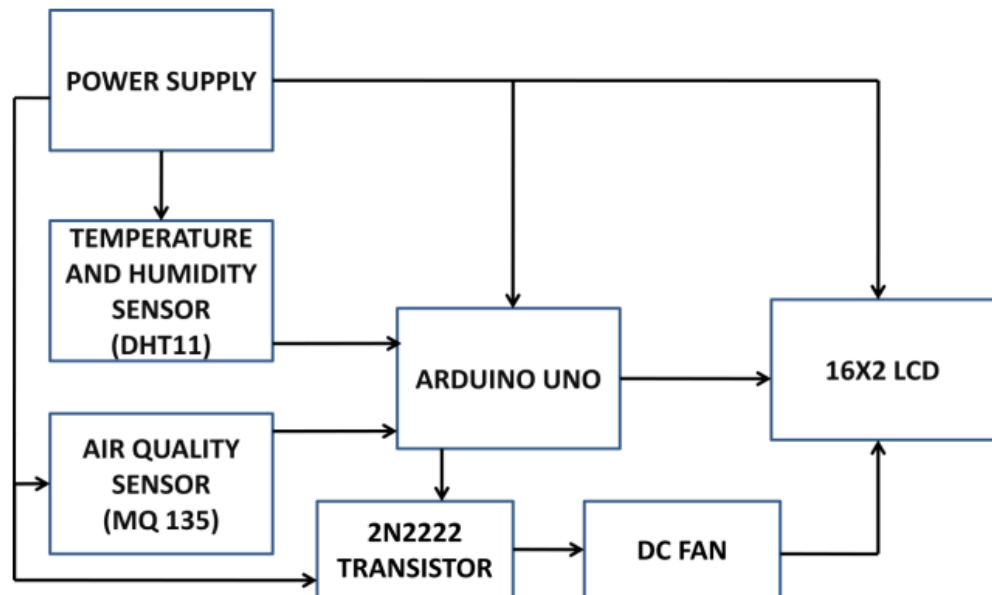 POWER SUPPLY
TEMPERATURE
AND HUMIDITY
SENSOR
(DHT11)
ARDUINO UNO
16X2 LCD
AIR QUALITY
SENSOR
(MQ 135)
2N2222
TRANSISTOR
DC FAN